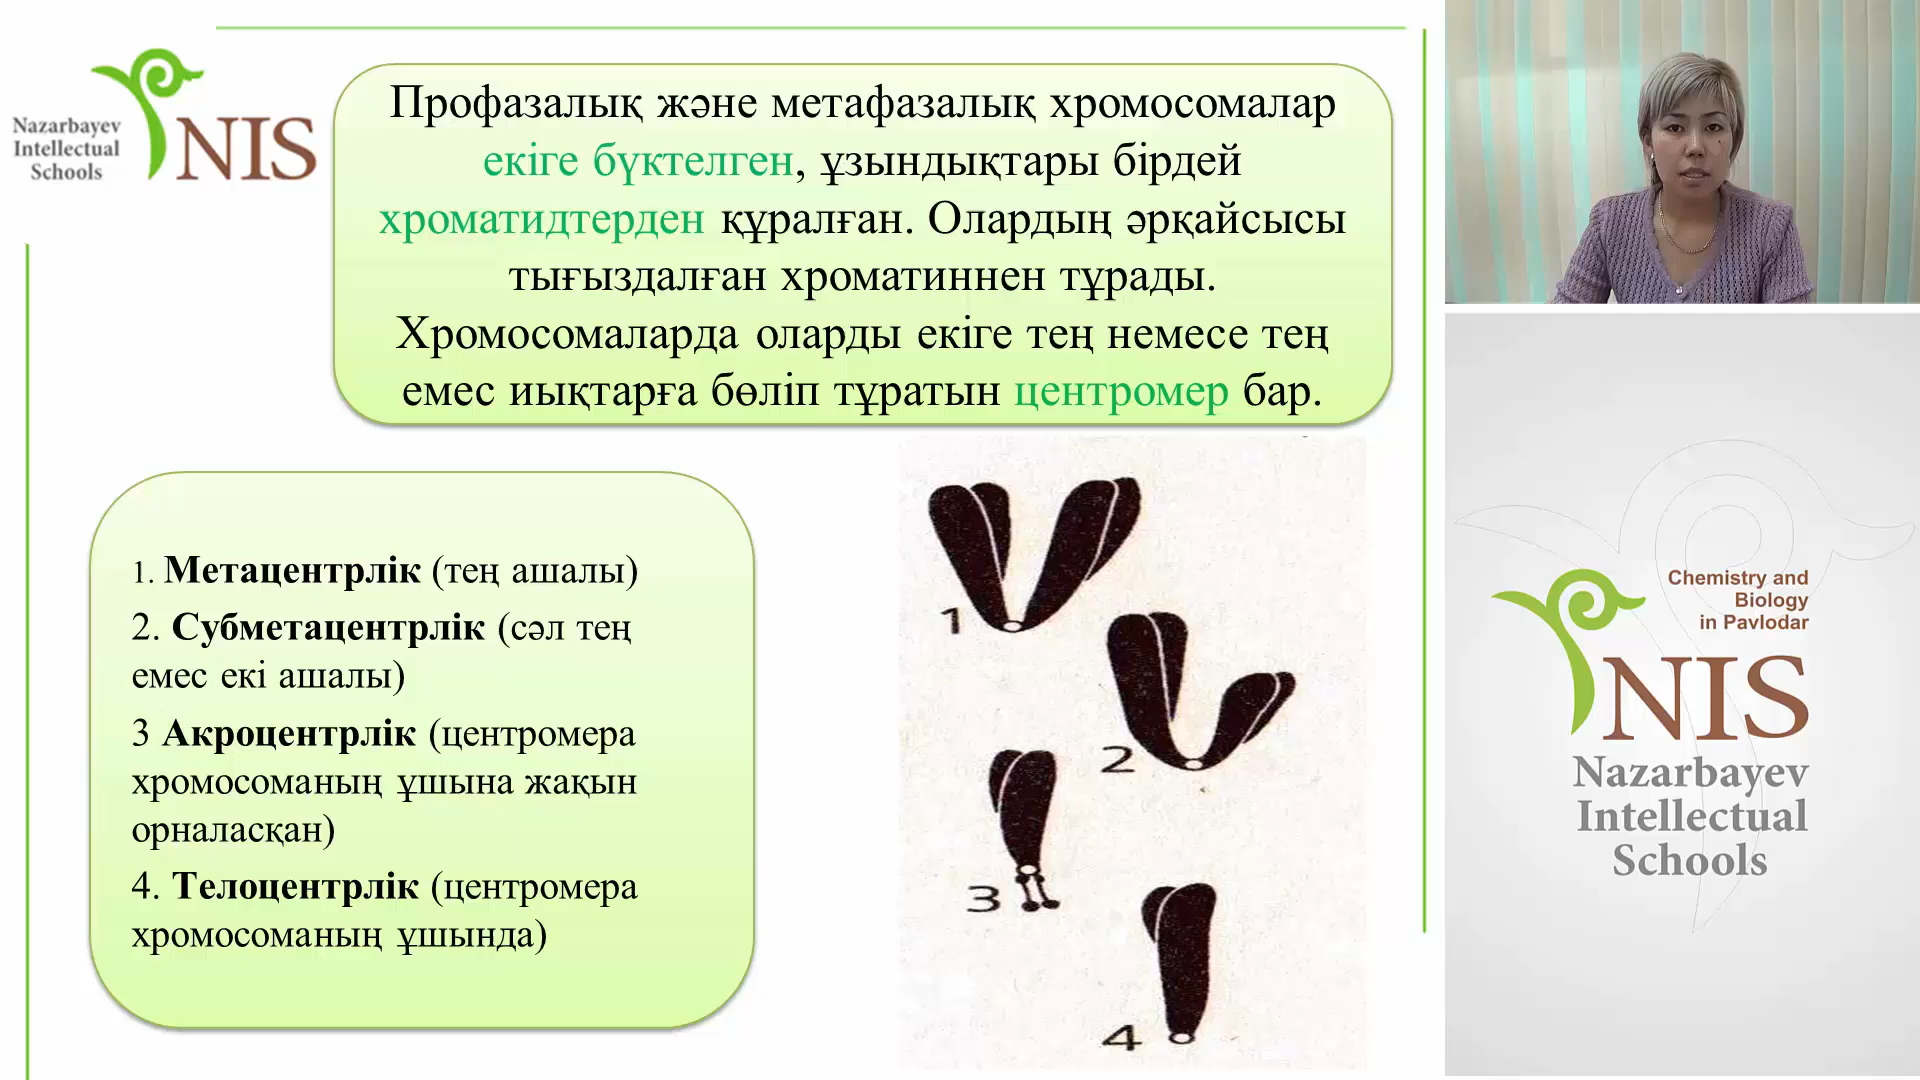 Nazarbayev
Intellectual
Schools
NIS
Профазалық және метафазалық хромосомалар
екіге бүктелген, ұзындықтары бірдей
хроматидтерден құралған. Олардың әрқайсысы
тығыздалған хроматиннен тұрады.
Хромосомаларда оларды екіге тең немесе тең
емес иықтарға бөліп тұратын центромер бар.
1. Метацентрлік (тең ашалы)
2. Субметацентрлік (сәл тең
емес екі ашалы)
3 Акроцентрлік (центромера
хромосоманың ұшына жақын
орналасқан)
4. Телоцентрлік (центромера
хромосоманың ұшында)
1
2
3
4
Chemistry and
Biology
in Pavlodar
NIS
Nazarbayev
Intellectual
Schools